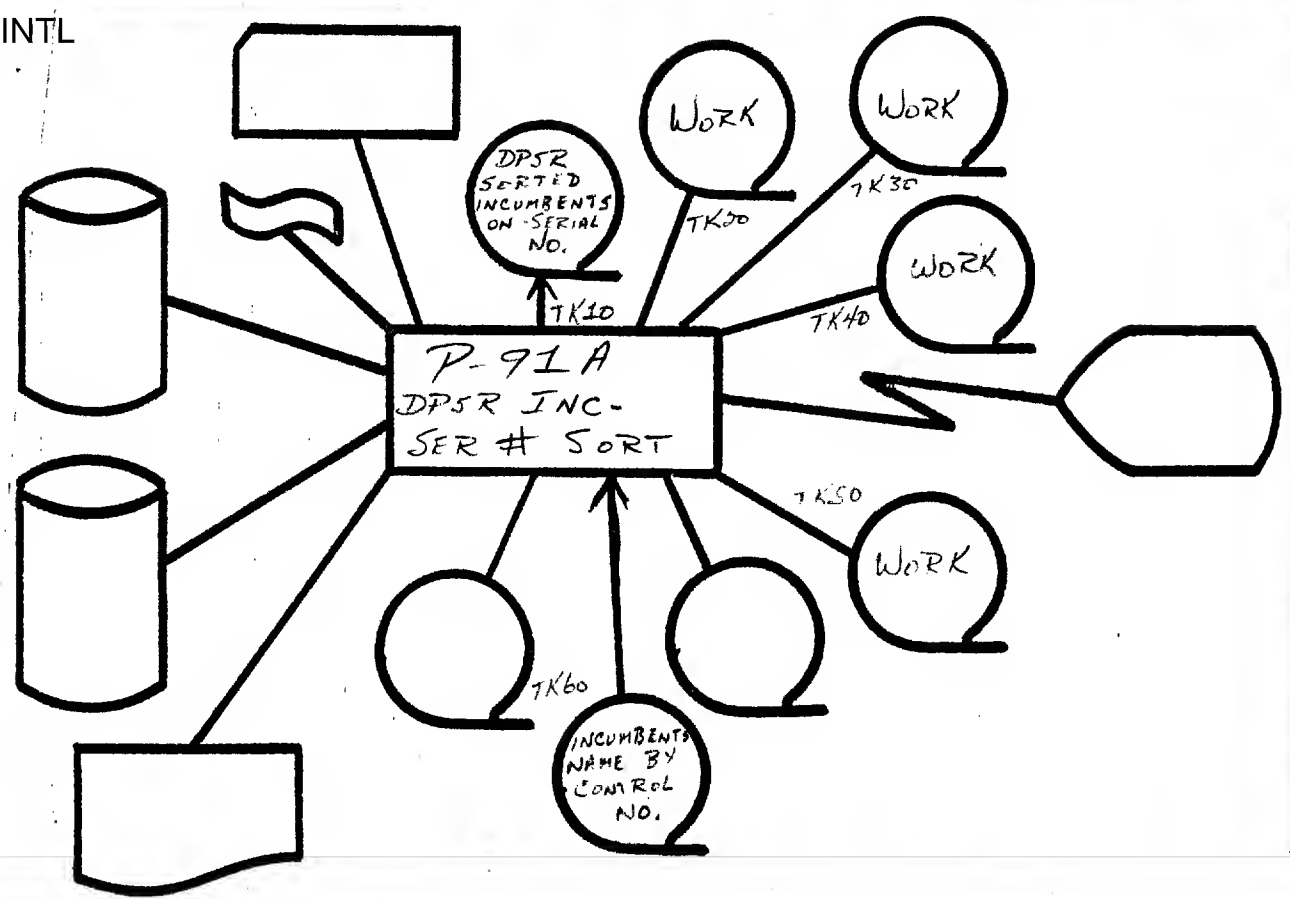 INTL
DPSR
SORTED
INCUMBENTS
ON SERIAL
NO.
WORK
WORK
WORK
TK10
TK20
TK30
TK40
P-91A
DPSR INC-
SER # SORT
TK50
WORK
TK60
INCUMBENTS
NAME BY
CONTROL
NO.